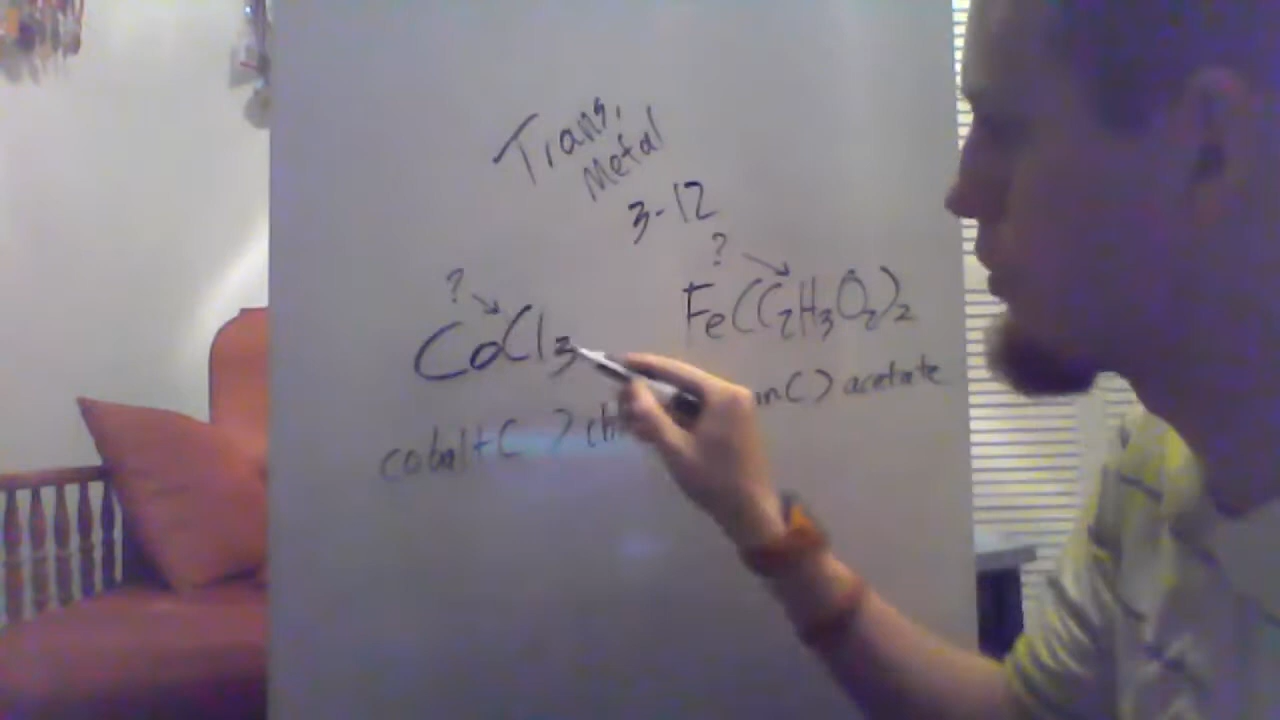 Trans.
Metal
3-12
?
?
CoCl3
Fe(C2H3O2)2
cobalt ( )
( ) acetate